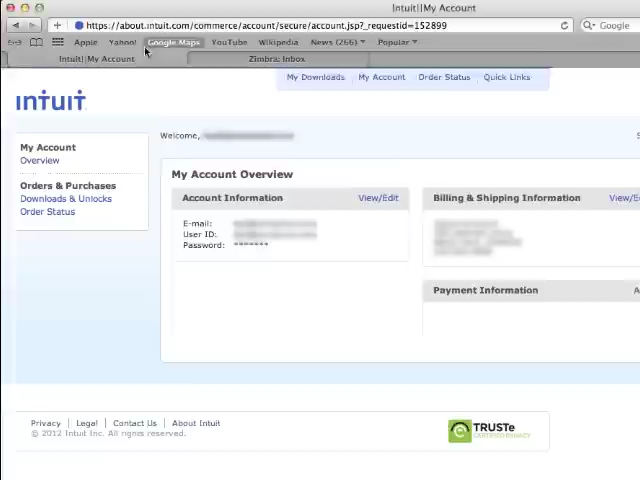 Intuit||My Account
https://about.intuit.com/commerce/account/secure/account.jsp?_requestid=152899
Google
Apple Yahoo! Google Maps YouTube Wikipedia News (266) Popular
Intuit||My Account Zimbra: Inbox
My Downloads My Account Order Status Quick Links
intuit
Welcome,
My Account
Overview
Orders & Purchases
Downloads & Unlocks
Order Status
My Account Overview
Account Information View/Edit
E-mail:
User ID:
Password: *******
Billing & Shipping Information View/E
Payment Information A
Privacy | Legal | Contact Us | About Intuit
© 2012 Intuit Inc. All rights reserved.
TRUSTe
CERTIFIED PRIVACY